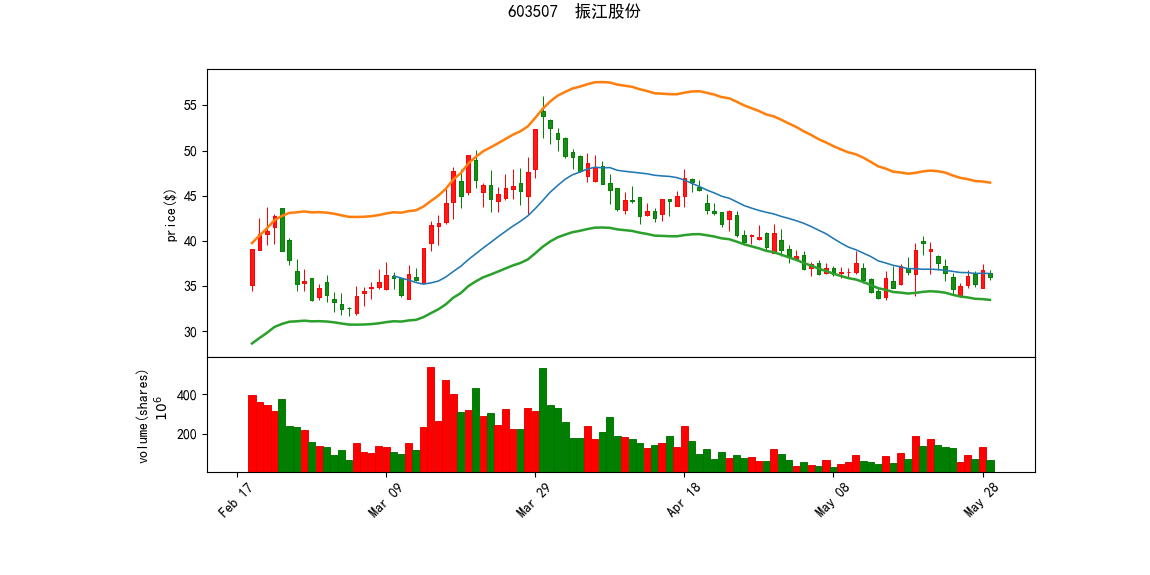 603507 振江股份
price($)
55
50
45
40
35
30
volume(shares)
10^6
400
200
Feb 17
Mar 09
Mar 29
Apr 18
May 08
May 28